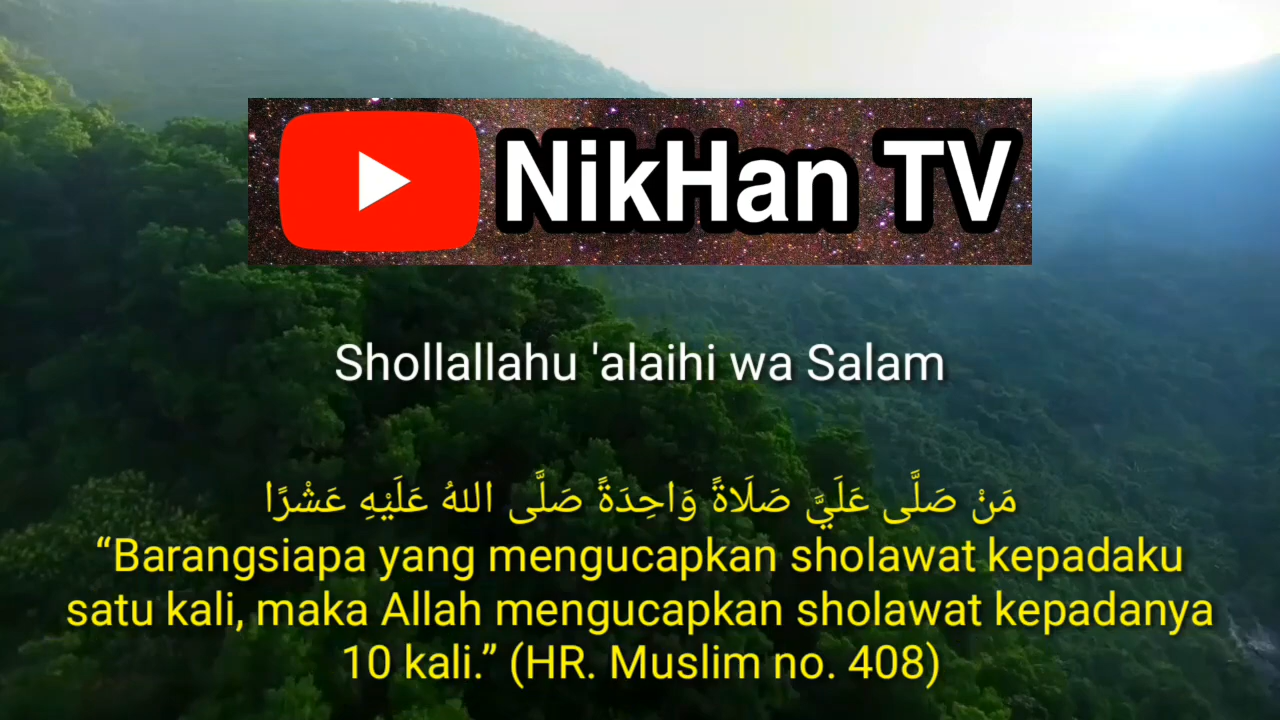 NikHan TV
Shollallahu 'alaihi wa Salam
مَنْ صَلَّى عَلَيَّ صَلَاةً وَاحِدَةً صَلَّى اللهُ عَلَيْهِ عَشْرًا
“Barangsiapa yang mengucapkan sholawat kepadaku
satu kali, maka Allah mengucapkan sholawat kepadanya
10 kali.” (HR. Muslim no. 408)